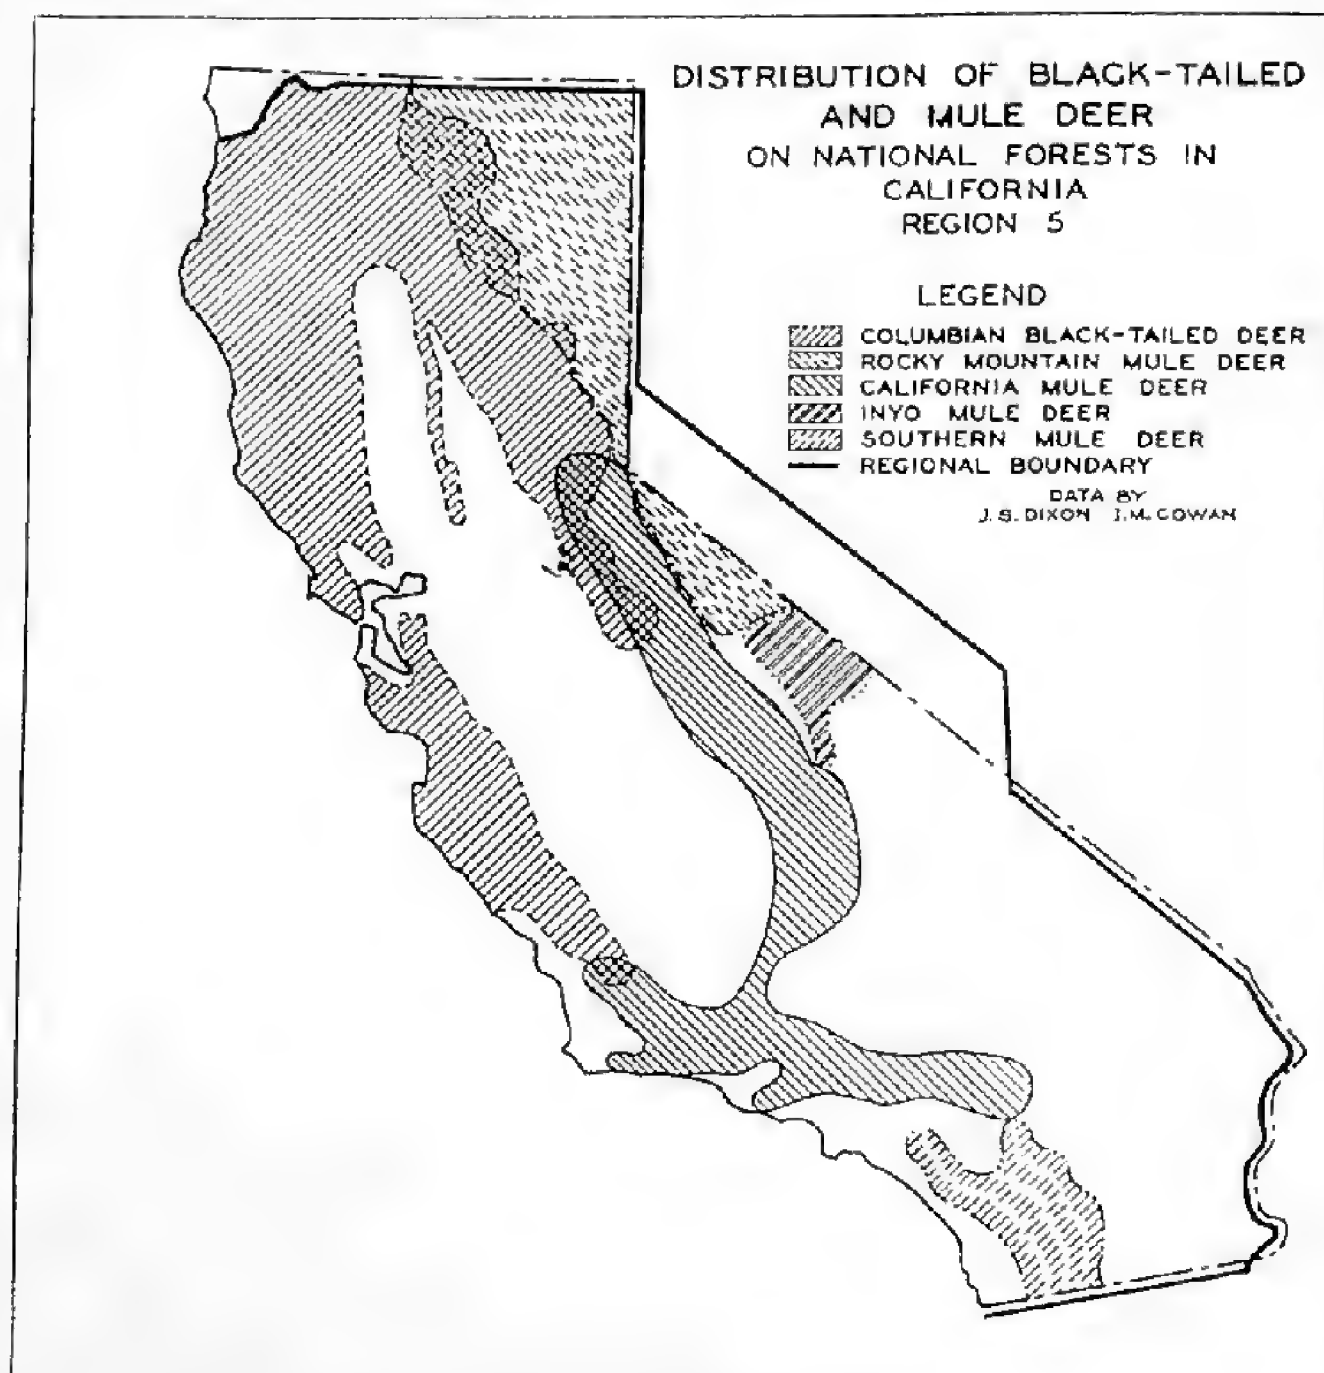 DISTRIBUTION OF BLACK-TAILED
AND MULE DEER
ON NATIONAL FORESTS IN
CALIFORNIA
REGION 5
LEGEND
COLUMBIAN BLACK-TAILED DEER
ROCKY MOUNTAIN MULE DEER
CALIFORNIA MULE DEER
INYO MULE DEER
SOUTHERN MULE DEER
REGIONAL BOUNDARY
DATA BY
J.S. DIXON I.M. COWAN